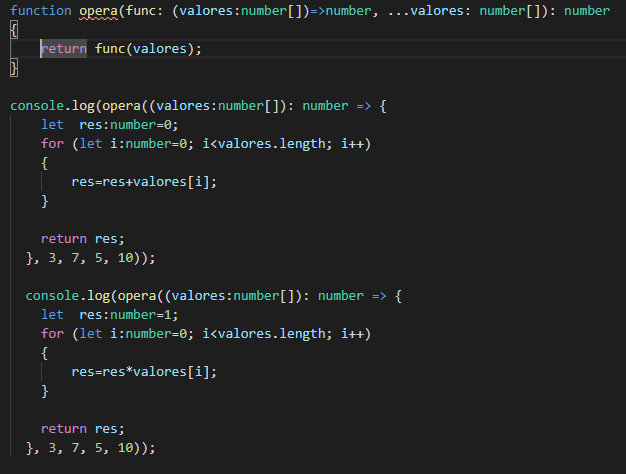 function opera(func: (valores:number[])=>number, ...valores: number[]): number
{
    return func(valores);
}

console.log(opera((valores:number[]): number => {
    let  res:number=0;
    for (let i:number=0; i<valores.length; i++)
    {
        res=res+valores[i];
    }

    return res;
  }, 3, 7, 5, 10));

  console.log(opera((valores:number[]): number => {
    let  res:number=1;
    for (let i:number=0; i<valores.length; i++)
    {
        res=res*valores[i];
    }

    return res;
  }, 3, 7, 5, 10));